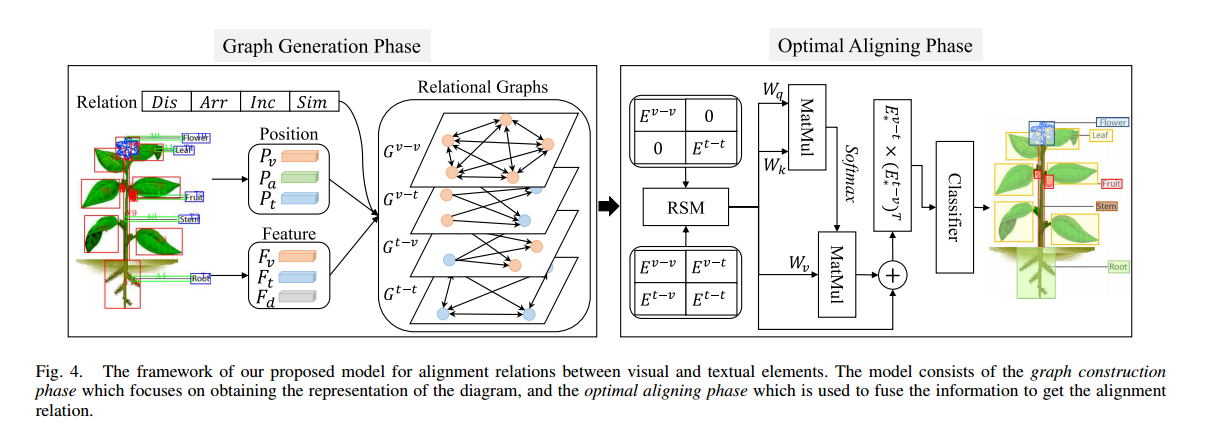 Graph Generation Phase
Optimal Aligning Phase
Relation Dis Arr Inc Sim
Flower
Leaf
Fruit
Stem
Root
Position
P_v
P_a
P_t
Feature
F_v
F_t
F_d
Relational Graphs
G^{v-v}
G^{v-t}
G^{t-v}
G^{t-t}
E^{v-v} 0
0 E^{t-t}
RSM
E^{v-v} E^{v-t}
E^{t-v} E^{t-t}
W_q
W_k
MatMul
Softmax
W_v
MatMul
+
E_*^{v-t} × (E_*^{t-v})^T
Classifier
Flower
Leaf
Fruit
Stem
Root
Fig. 4. The framework of our proposed model for alignment relations between visual and textual elements. The model consists of the graph construction
phase which focuses on obtaining the representation of the diagram, and the optimal aligning phase which is used to fuse the information to get the alignment
relation.